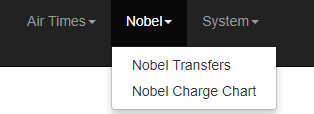 Air Times Nobel System
Nobel Transfers
Nobel Charge Chart